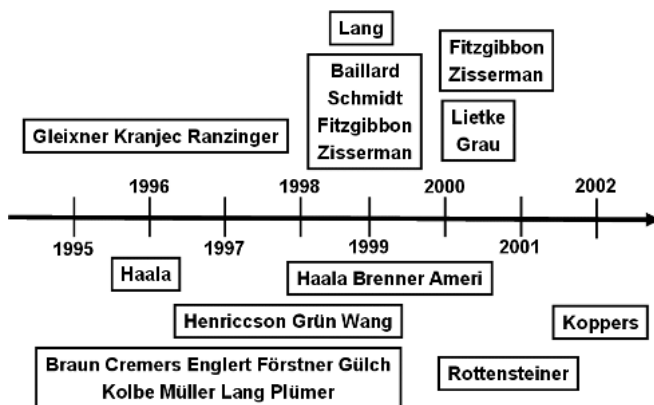 Lang
Fitzgibbon
Zisserman
Baillard
Schmidt
Fitzgibbon
Zisserman
Lietke
Grau
Gleixner Kranjec Ranzinger
1996
1998
2000
2002
1995
1997
1999
2001
Haala
Haala Brenner Ameri
Henriccson Grün Wang
Koppers
Braun Cremers Englert Förstner Gülch
Kolbe Müller Lang Plümer
Rottensteiner